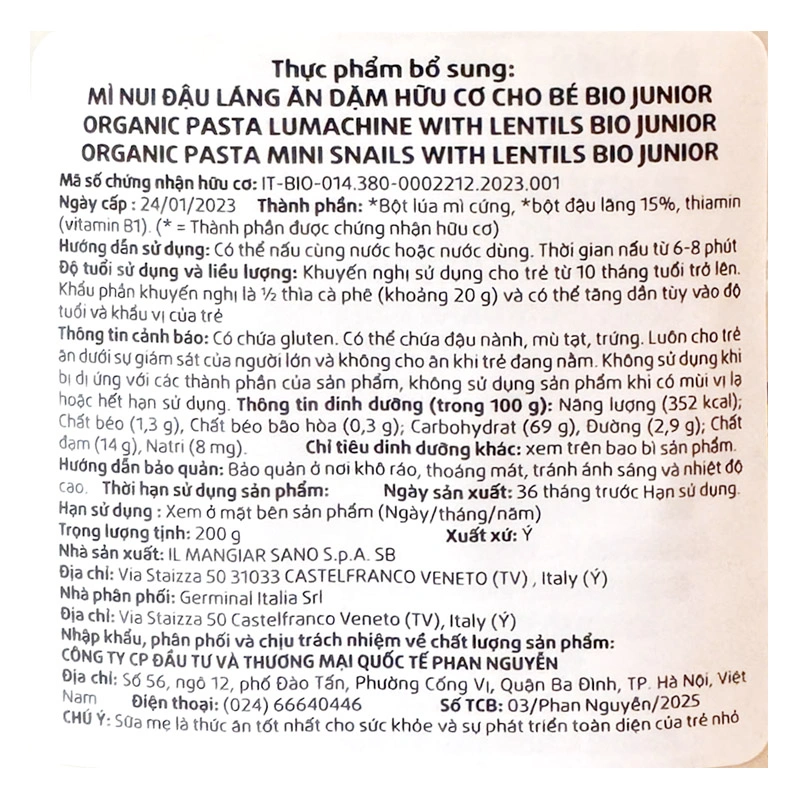 Thực phẩm bổ sung:
MÌ NUI ĐẬU LĂNG ĂN DẶM HỮU CƠ CHO BÉ BIO JUNIOR
ORGANIC PASTA LUMACHINE WITH LENTILS BIO JUNIOR
ORGANIC PASTA MINI SNAILS WITH LENTILS BIO JUNIOR
Mã số chứng nhận hữu cơ: IT-BIO-014.380-0002212.2023.001
Ngày cấp : 24/01/2023 Thành phần: *Bột lúa mì cứng, *bột đậu lăng 15%, thiamin
(vitamin B1). (* = Thành phần được chứng nhận hữu cơ)
Hướng dẫn sử dụng: Có thể nấu cùng nước hoặc nước dùng. Thời gian nấu từ 6-8 phút
Độ tuổi sử dụng và liều lượng: Khuyến nghị sử dụng cho trẻ từ 10 tháng tuổi trở lên.
Khẩu phần khuyến nghị là ½ thìa cà phê (khoảng 20 g) và có thể tăng dần tùy vào độ
tuổi và khẩu vị của trẻ
Thông tin cảnh báo: Có chứa gluten. Có thể chứa đậu nành, mù tạt, trứng. Luôn cho trẻ
ăn dưới sự giám sát của người lớn và không cho ăn khi trẻ đang nằm. Không sử dụng khi
bị dị ứng với các thành phần của sản phẩm, không sử dụng sản phẩm khi có mùi vị lạ
hoặc hết hạn sử dụng. Thông tin dinh dưỡng (trong 100 g): Năng lượng (352 kcal);
Chất béo (1,3 g), Chất béo bão hòa (0,3 g); Carbohydrat (69 g), Đường (2,9 g); Chất
đạm (14 g), Natri (8 mg). Chỉ tiêu dinh dưỡng khác: xem trên bao bì sản phẩm.
Hướng dẫn bảo quản: Bảo quản ở nơi khô ráo, thoáng mát, tránh ánh sáng và nhiệt độ
cao. Thời hạn sử dụng sản phẩm: Ngày sản xuất: 36 tháng trước Hạn sử dụng.
Hạn sử dụng : Xem ở mặt bên sản phẩm (Ngày/tháng/năm)
Trọng lượng tịnh: 200 g Xuất xứ: Ý
Nhà sản xuất: IL MANGIAR SANO S.p.A. SB
Địa chỉ: Via Staizza 50 31033 CASTELFRANCO VENETO (TV) , Italy (Ý)
Nhà phân phối: Germinal Italia Srl
Địa chỉ: Via Staizza 50 Castelfranco Veneto (TV), Italy (Ý)
Nhập khẩu, phân phối và chịu trách nhiệm về chất lượng sản phẩm:
CÔNG TY CP ĐẦU TƯ VÀ THƯƠNG MẠI QUỐC TẾ PHAN NGUYỄN
Địa chỉ: Số 56, ngõ 12, phố Đào Tấn, Phường Cống Vị, Quận Ba Đình, TP. Hà Nội, Việt
Nam Điện thoại: (024) 66640446 Số TCB: 03/Phan Nguyễn/2025
CHÚ Ý: Sữa mẹ là thức ăn tốt nhất cho sức khỏe và sự phát triển toàn diện của trẻ nhỏ